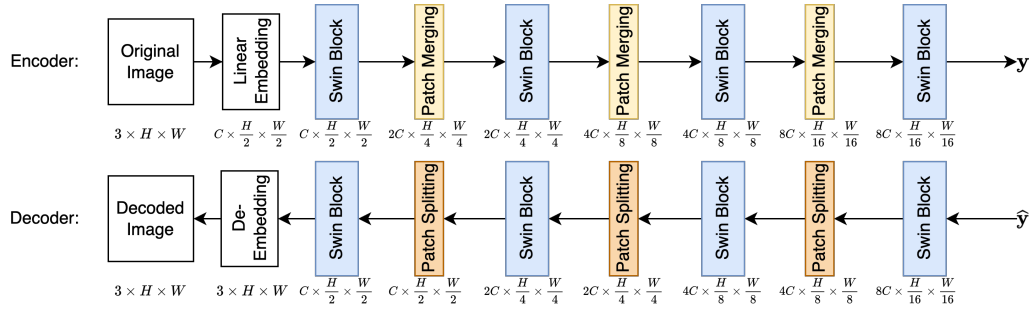 Encoder:
Original
Image
Linear
Embedding
Swin Block
Patch Merging
Swin Block
Patch Merging
Swin Block
Patch Merging
Swin Block
y
3 × H × W
C × H/2 × W/2
C × H/2 × W/2
2C × H/4 × W/4
2C × H/4 × W/4
4C × H/8 × W/8
4C × H/8 × W/8
8C × H/16 × W/16
8C × H/16 × W/16
Decoder:
Decoded
Image
De-
Embedding
Swin Block
Patch Splitting
Swin Block
Patch Splitting
Swin Block
Patch Splitting
Swin Block
ŷ
3 × H × W
3 × H × W
C × H/2 × W/2
C × H/2 × W/2
2C × H/4 × W/4
2C × H/4 × W/4
4C × H/8 × W/8
4C × H/8 × W/8
8C × H/16 × W/16